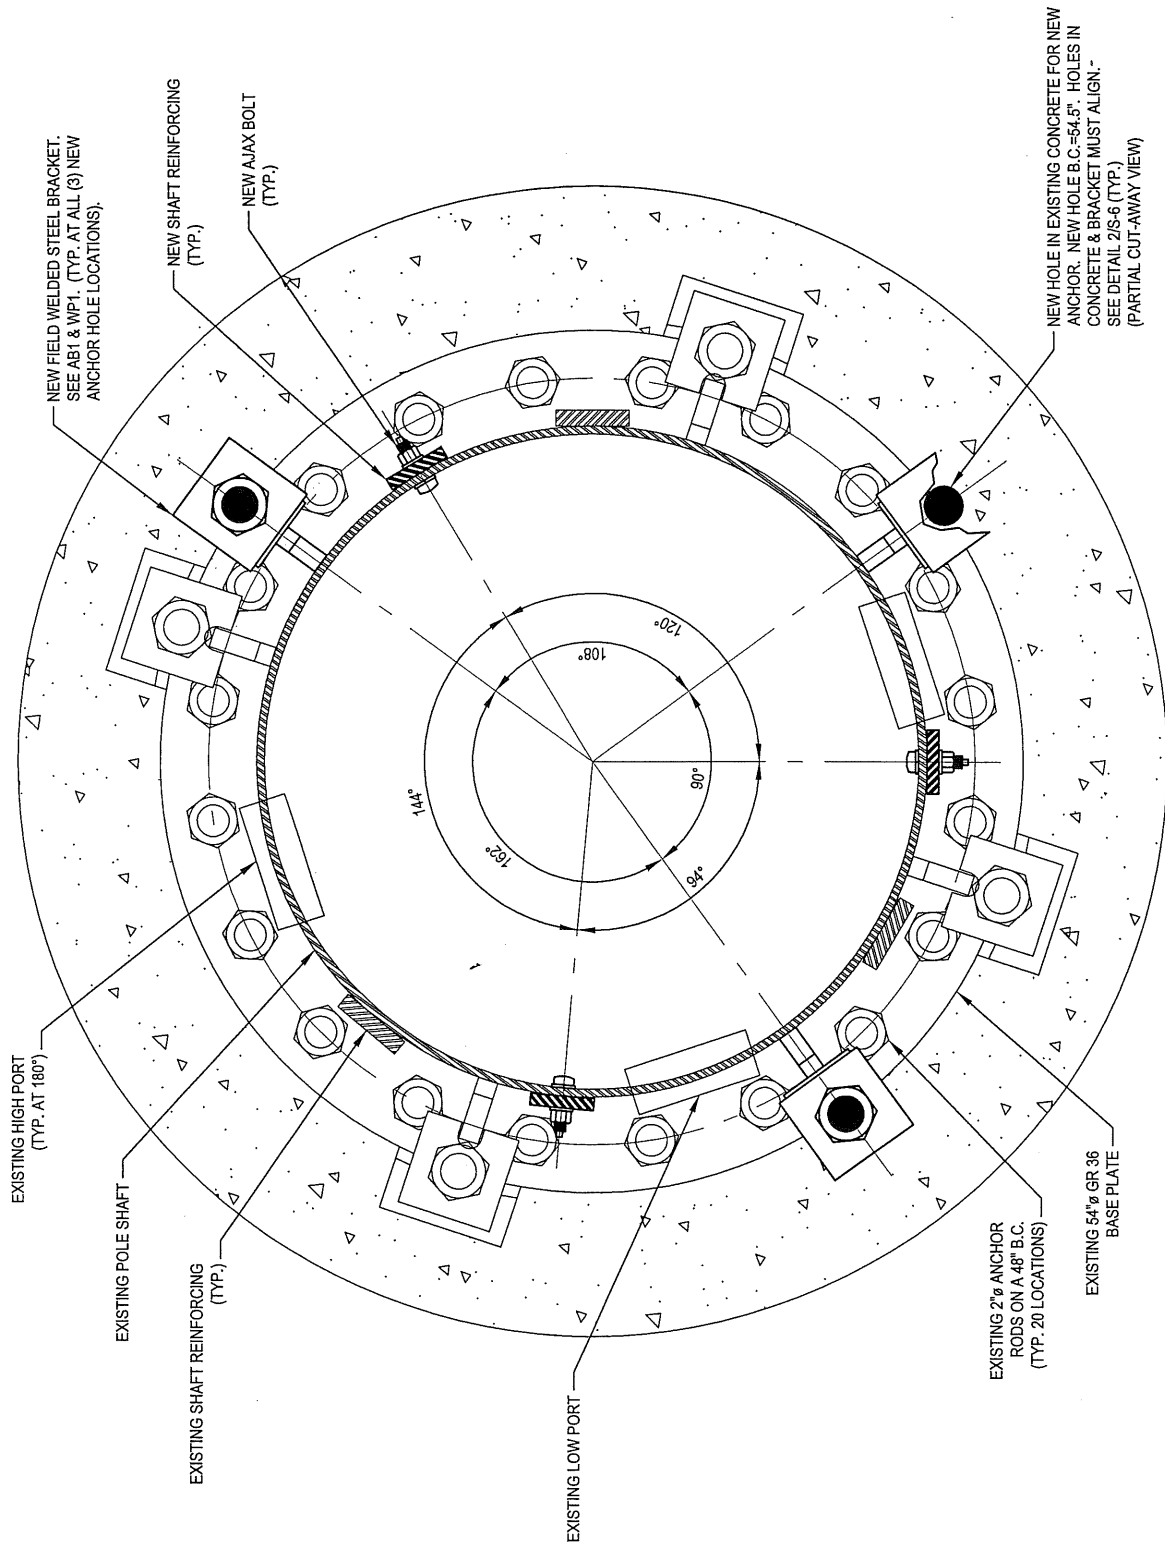 NEW FIELD WELDED STEEL BRACKET.
SEE AB1 & WP1. (TYP. AT ALL (3) NEW
ANCHOR HOLE LOCATIONS).
NEW SHAFT REINFORCING
(TYP.)
NEW AJAX BOLT
(TYP.)
NEW HOLE IN EXISTING CONCRETE FOR NEW
ANCHOR. NEW HOLE B.C.=54.5". HOLES IN
CONCRETE & BRACKET MUST ALIGN.-
SEE DETAIL 2/S-6 (TYP.)
(PARTIAL CUT-AWAY VIEW)
EXISTING HIGH PORT
(TYP. AT 180°)
EXISTING POLE SHAFT
EXISTING SHAFT REINFORCING
(TYP.)
EXISTING LOW PORT
EXISTING 2"ø ANCHOR
RODS ON A 48" B.C.
(TYP. 20 LOCATIONS)
EXISTING 54"ø GR 36
BASE PLATE
144°
162°
108°
120°
90°
94°